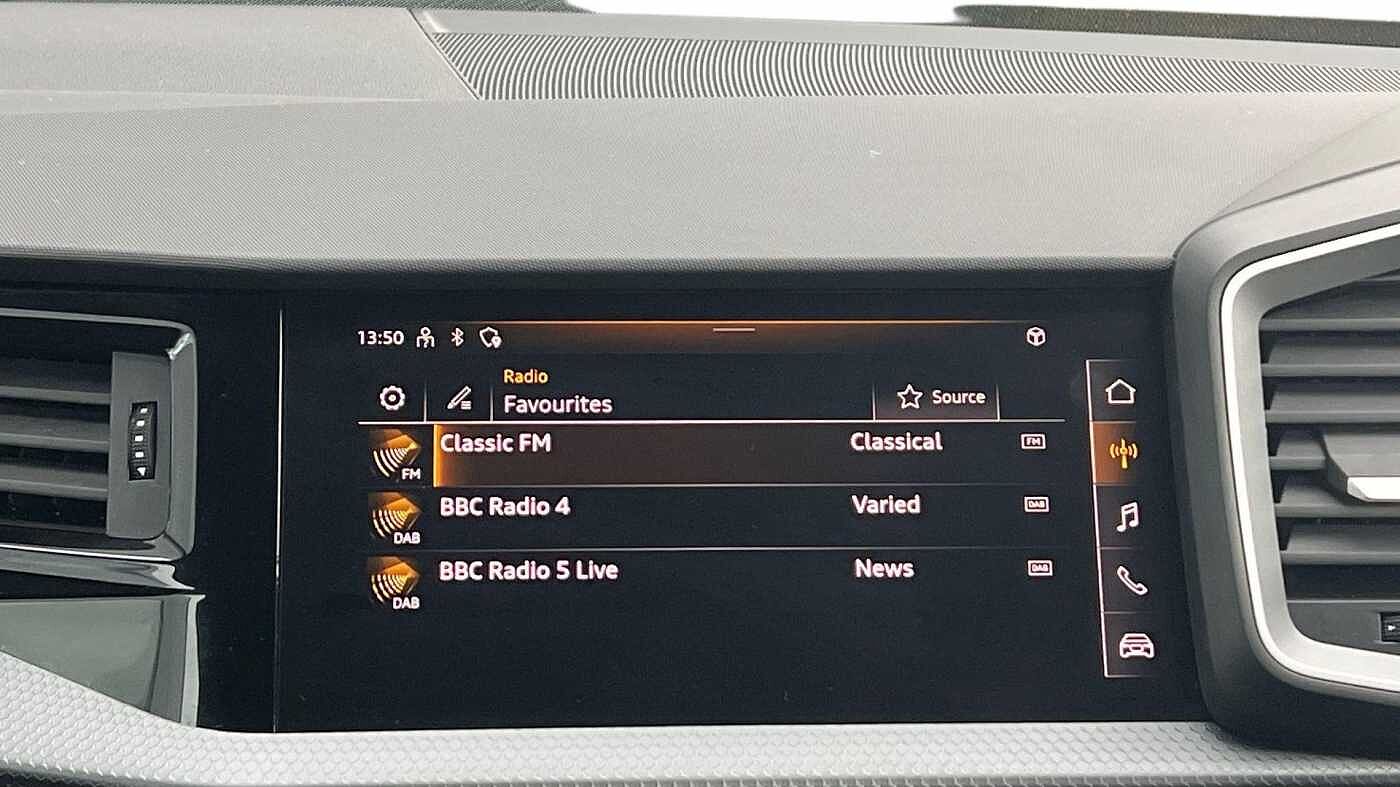 13:50
Radio
Favourites
Source
Classic FM Classical FM
FM
BBC Radio 4 Varied DAB
DAB
BBC Radio 5 Live News DAB
DAB